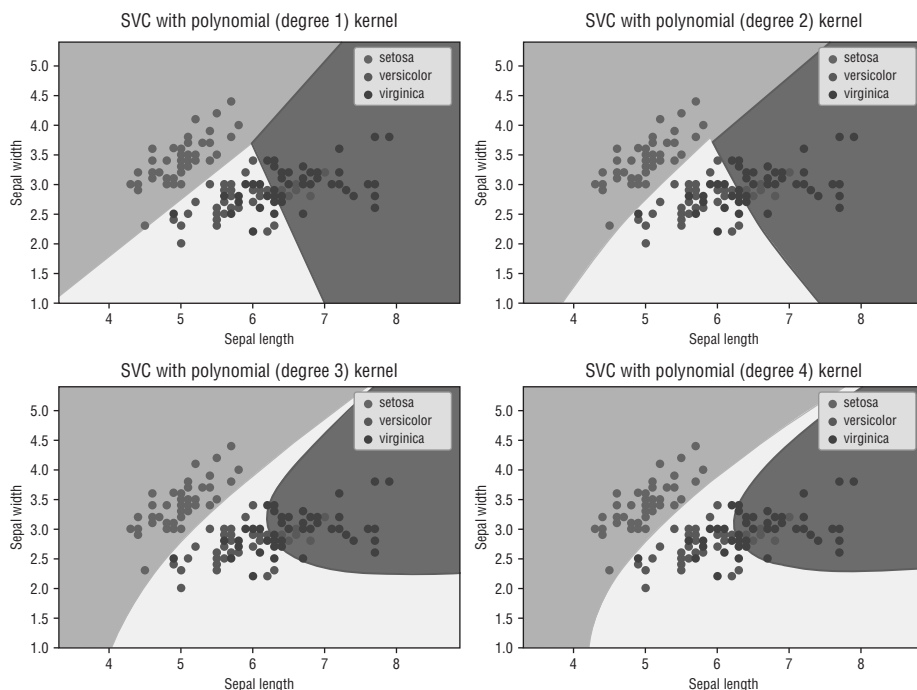 SVC with polynomial (degree 1) kernel
5.0
4.5
4.0
3.5
3.0
2.5
2.0
1.5
1.0
Sepal width
setosa
versicolor
virginica
4 5 6 7 8
Sepal length
SVC with polynomial (degree 2) kernel
5.0
4.5
4.0
3.5
3.0
2.5
2.0
1.5
1.0
Sepal width
setosa
versicolor
virginica
4 5 6 7 8
Sepal length
SVC with polynomial (degree 3) kernel
5.0
4.5
4.0
3.5
3.0
2.5
2.0
1.5
1.0
Sepal width
setosa
versicolor
virginica
4 5 6 7 8
Sepal length
SVC with polynomial (degree 4) kernel
5.0
4.5
4.0
3.5
3.0
2.5
2.0
1.5
1.0
Sepal width
setosa
versicolor
virginica
4 5 6 7 8
Sepal length